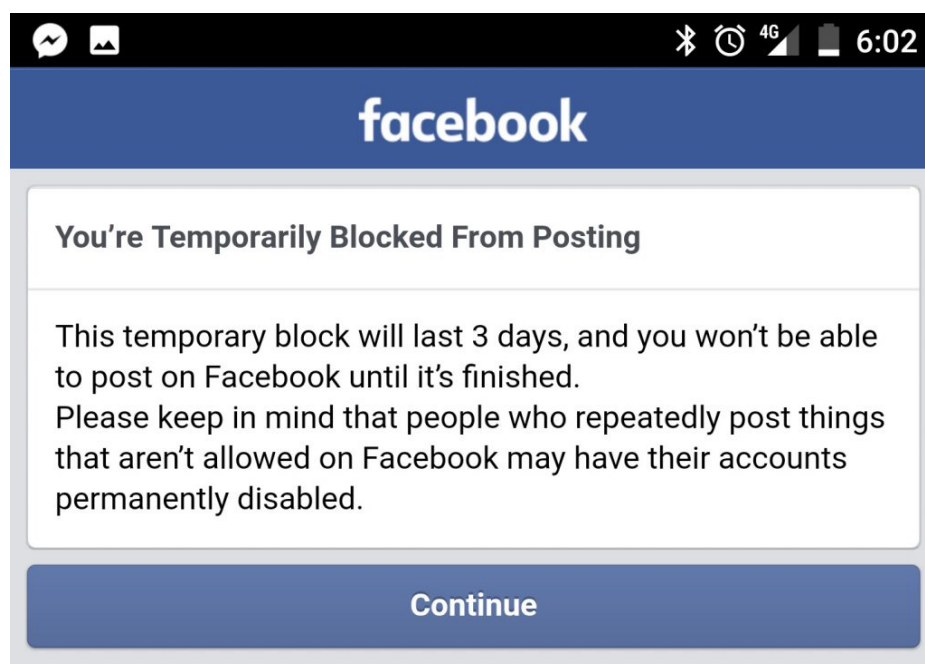 4G 6:02
facebook
You’re Temporarily Blocked From Posting
This temporary block will last 3 days, and you won’t be able
to post on Facebook until it’s finished.
Please keep in mind that people who repeatedly post things
that aren’t allowed on Facebook may have their accounts
permanently disabled.
Continue